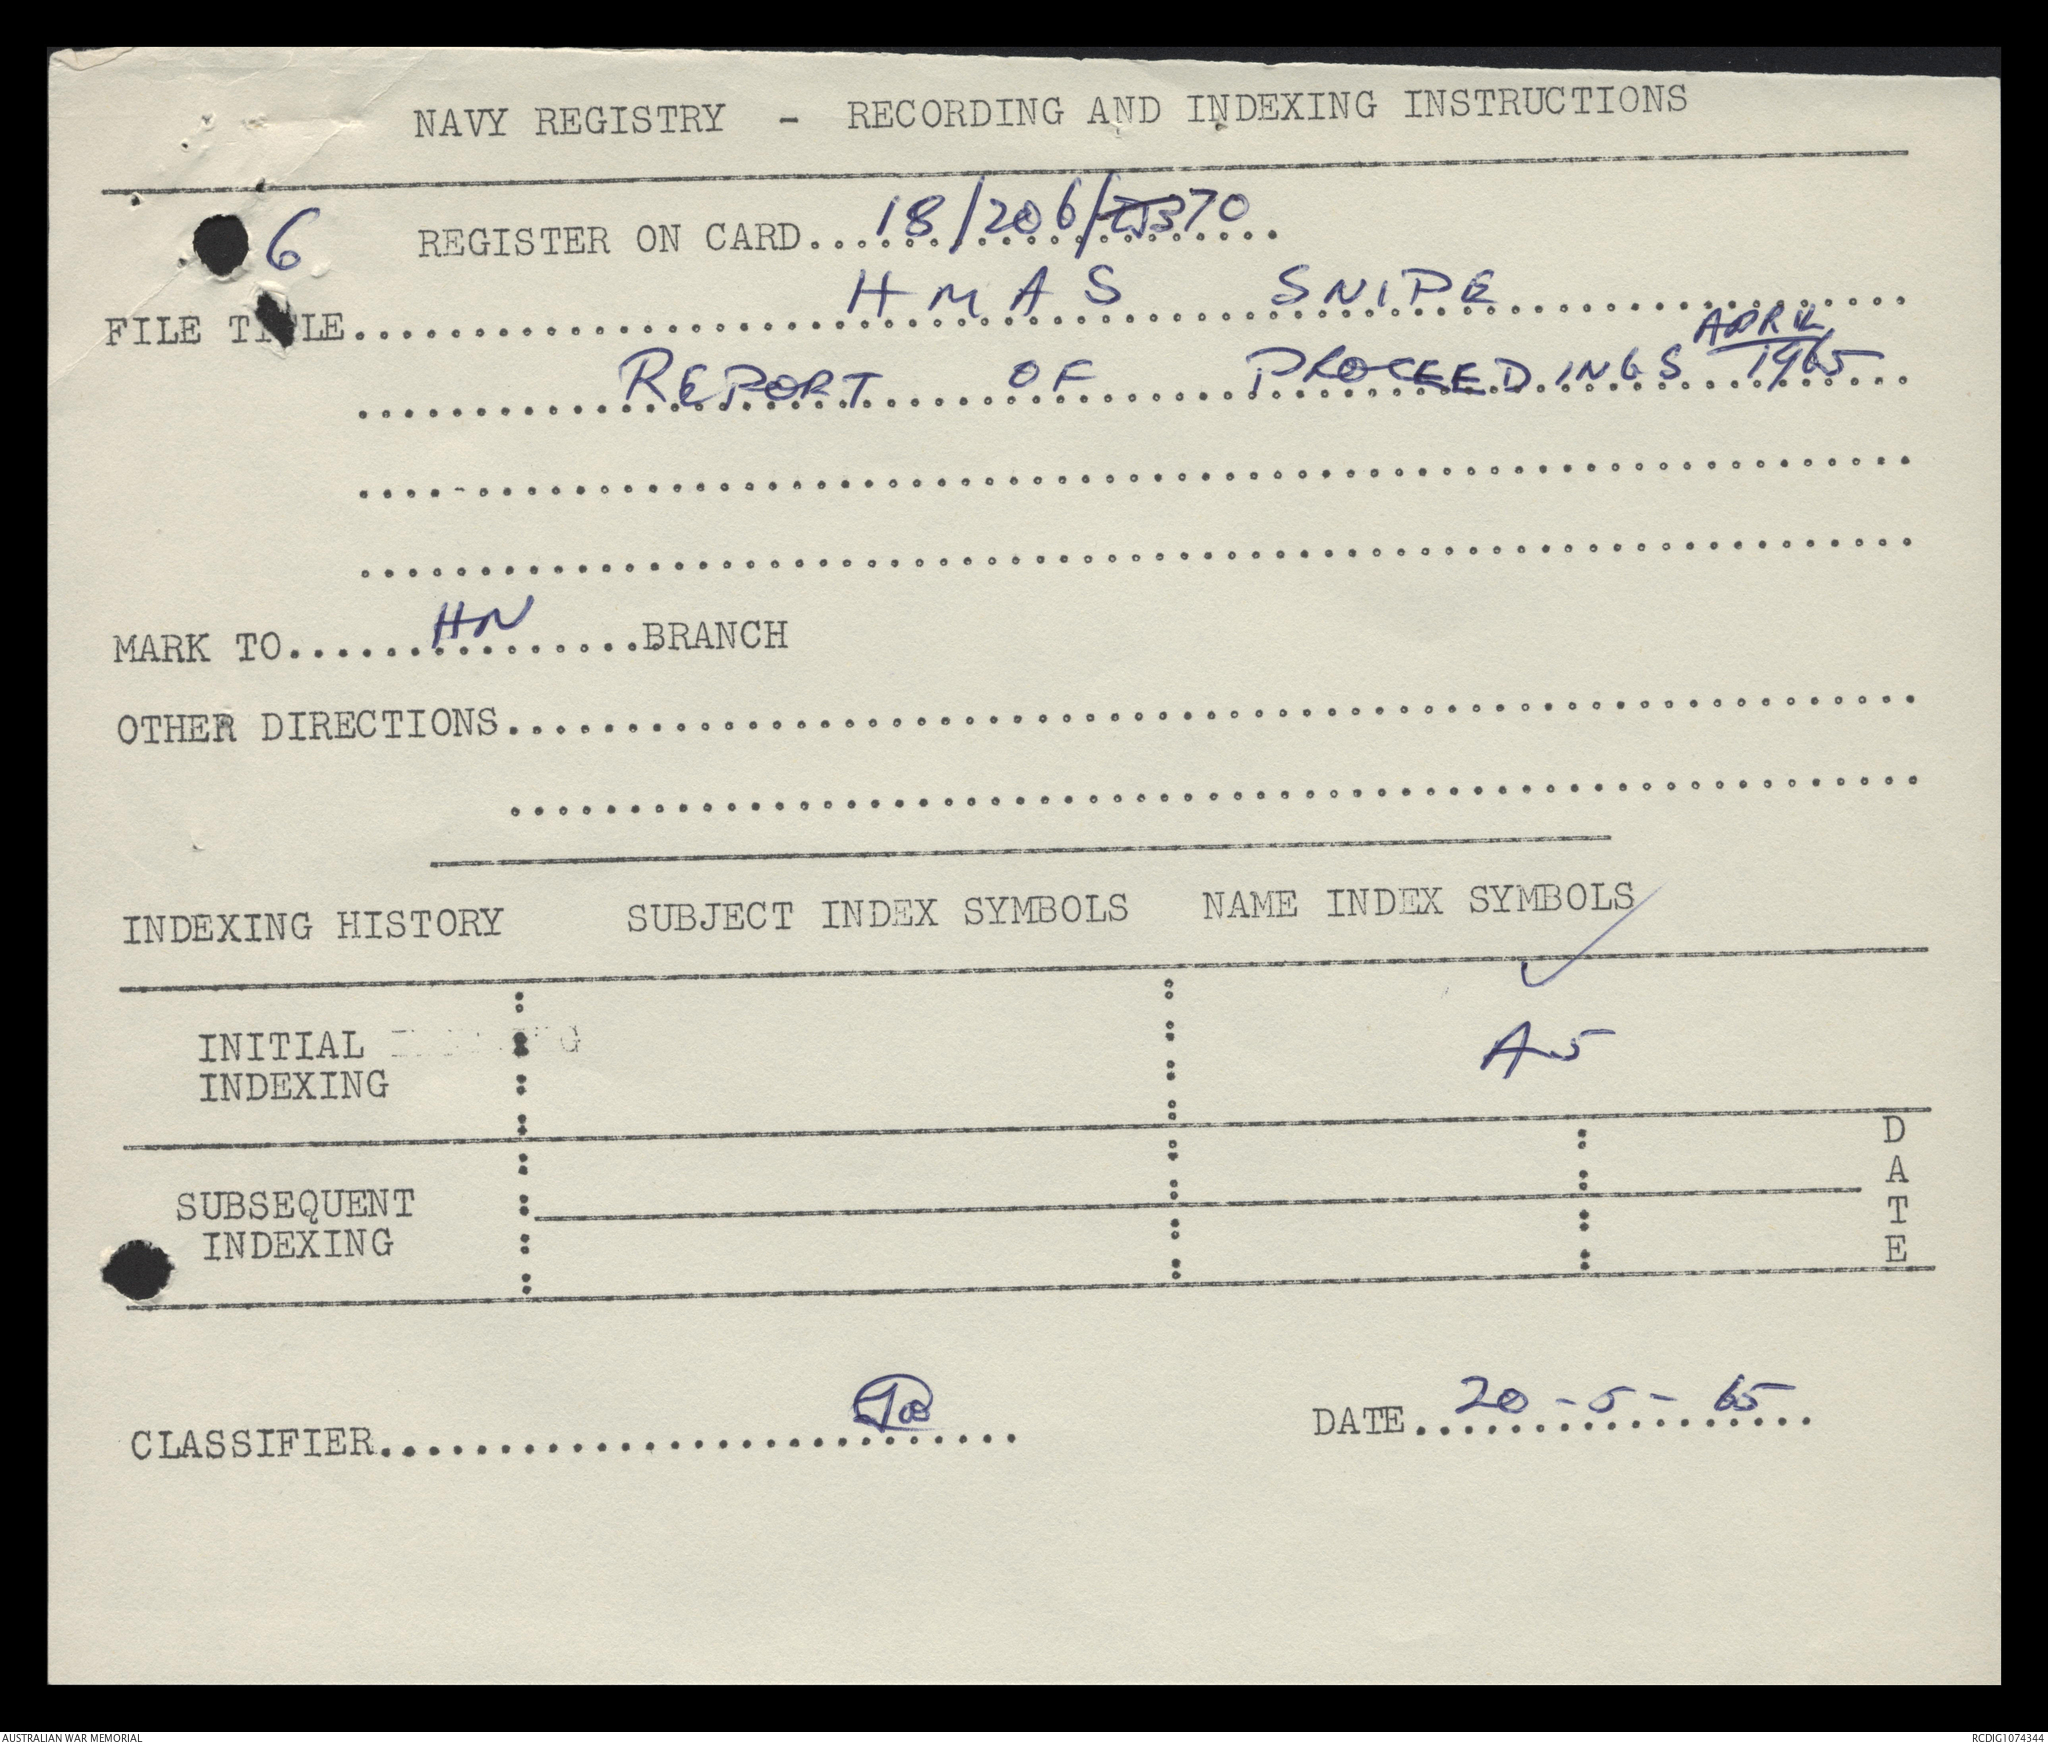 NAVY REGISTRY - RECORDING AND INDEXING INSTRUCTIONS
6 REGISTER ON CARD 18/206/70
FILE TITLE HMAS SNIPE
REPORT OF PROCEEDINGS APRIL 1965
MARK TO HN BRANCH
OTHER DIRECTIONS
INDEXING HISTORY SUBJECT INDEX SYMBOLS NAME INDEX SYMBOLS
INITIAL
INDEXING
A5
SUBSEQUENT
INDEXING
DATE
CLASSIFIER
DATE 20-5-65
AUSTRALIAN WAR MEMORIAL
RCDIG1074344